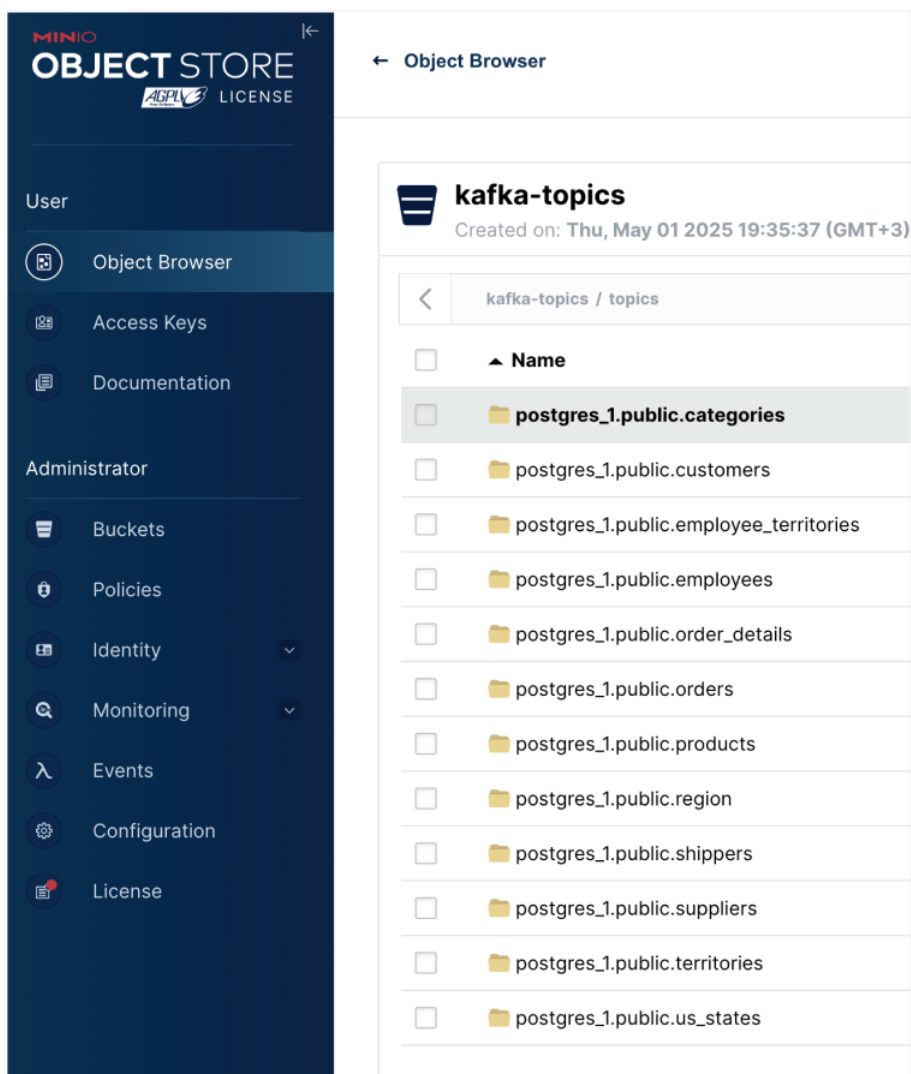 MINIO
OBJECT STORE
AGPL v3 LICENSE
User
Object Browser
Access Keys
Documentation
Administrator
Buckets
Policies
Identity
Monitoring
Events
Configuration
License
← Object Browser
kafka-topics
Created on: Thu, May 01 2025 19:35:37 (GMT+3)
kafka-topics / topics
Name
postgres_1.public.categories
postgres_1.public.customers
postgres_1.public.employee_territories
postgres_1.public.employees
postgres_1.public.order_details
postgres_1.public.orders
postgres_1.public.products
postgres_1.public.region
postgres_1.public.shippers
postgres_1.public.suppliers
postgres_1.public.territories
postgres_1.public.us_states